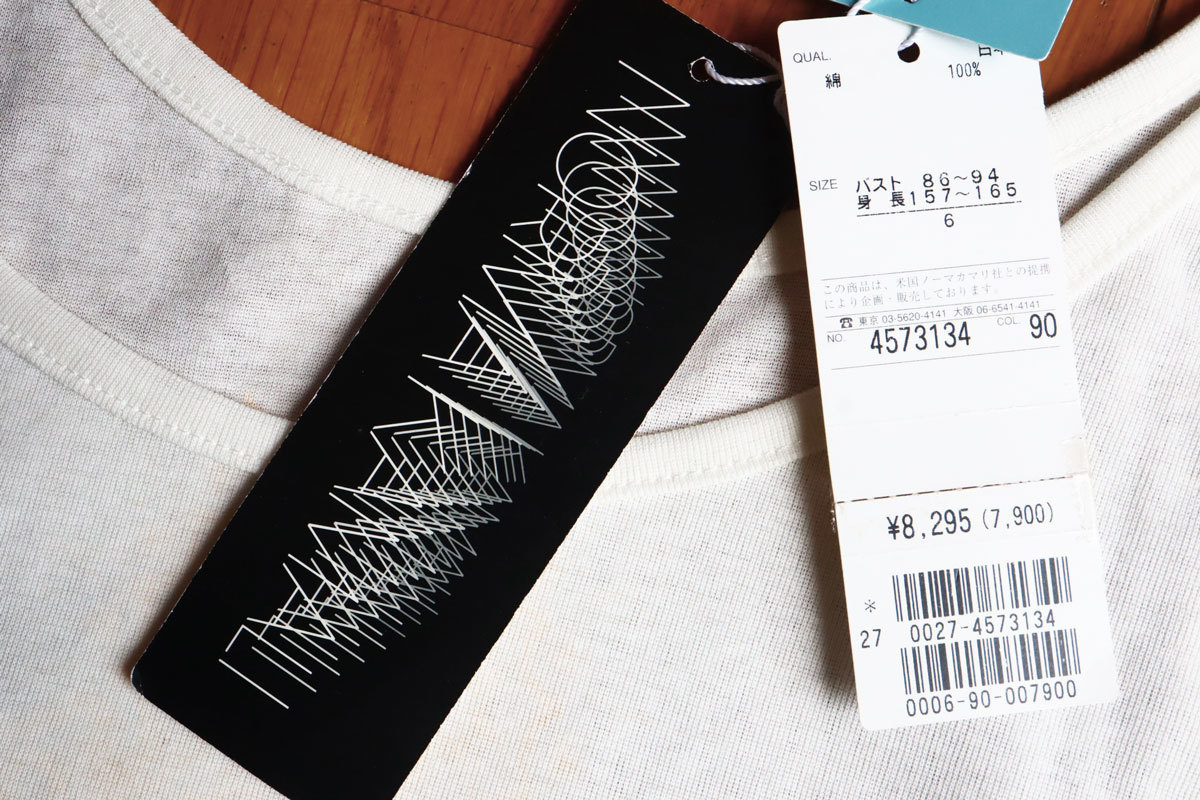 QUAL.
綿 100%
SIZE バスト 86~94
身長157~165
6
この商品は、米国ノーマカマリ社との提携
により企画・販売しております。
☎ 東京 03-5620-4141 大阪 06-6541-4141
NO. 4573134 COL. 90
¥8,295 (7,900)
*
27
0027-4573134
0006-90-007900